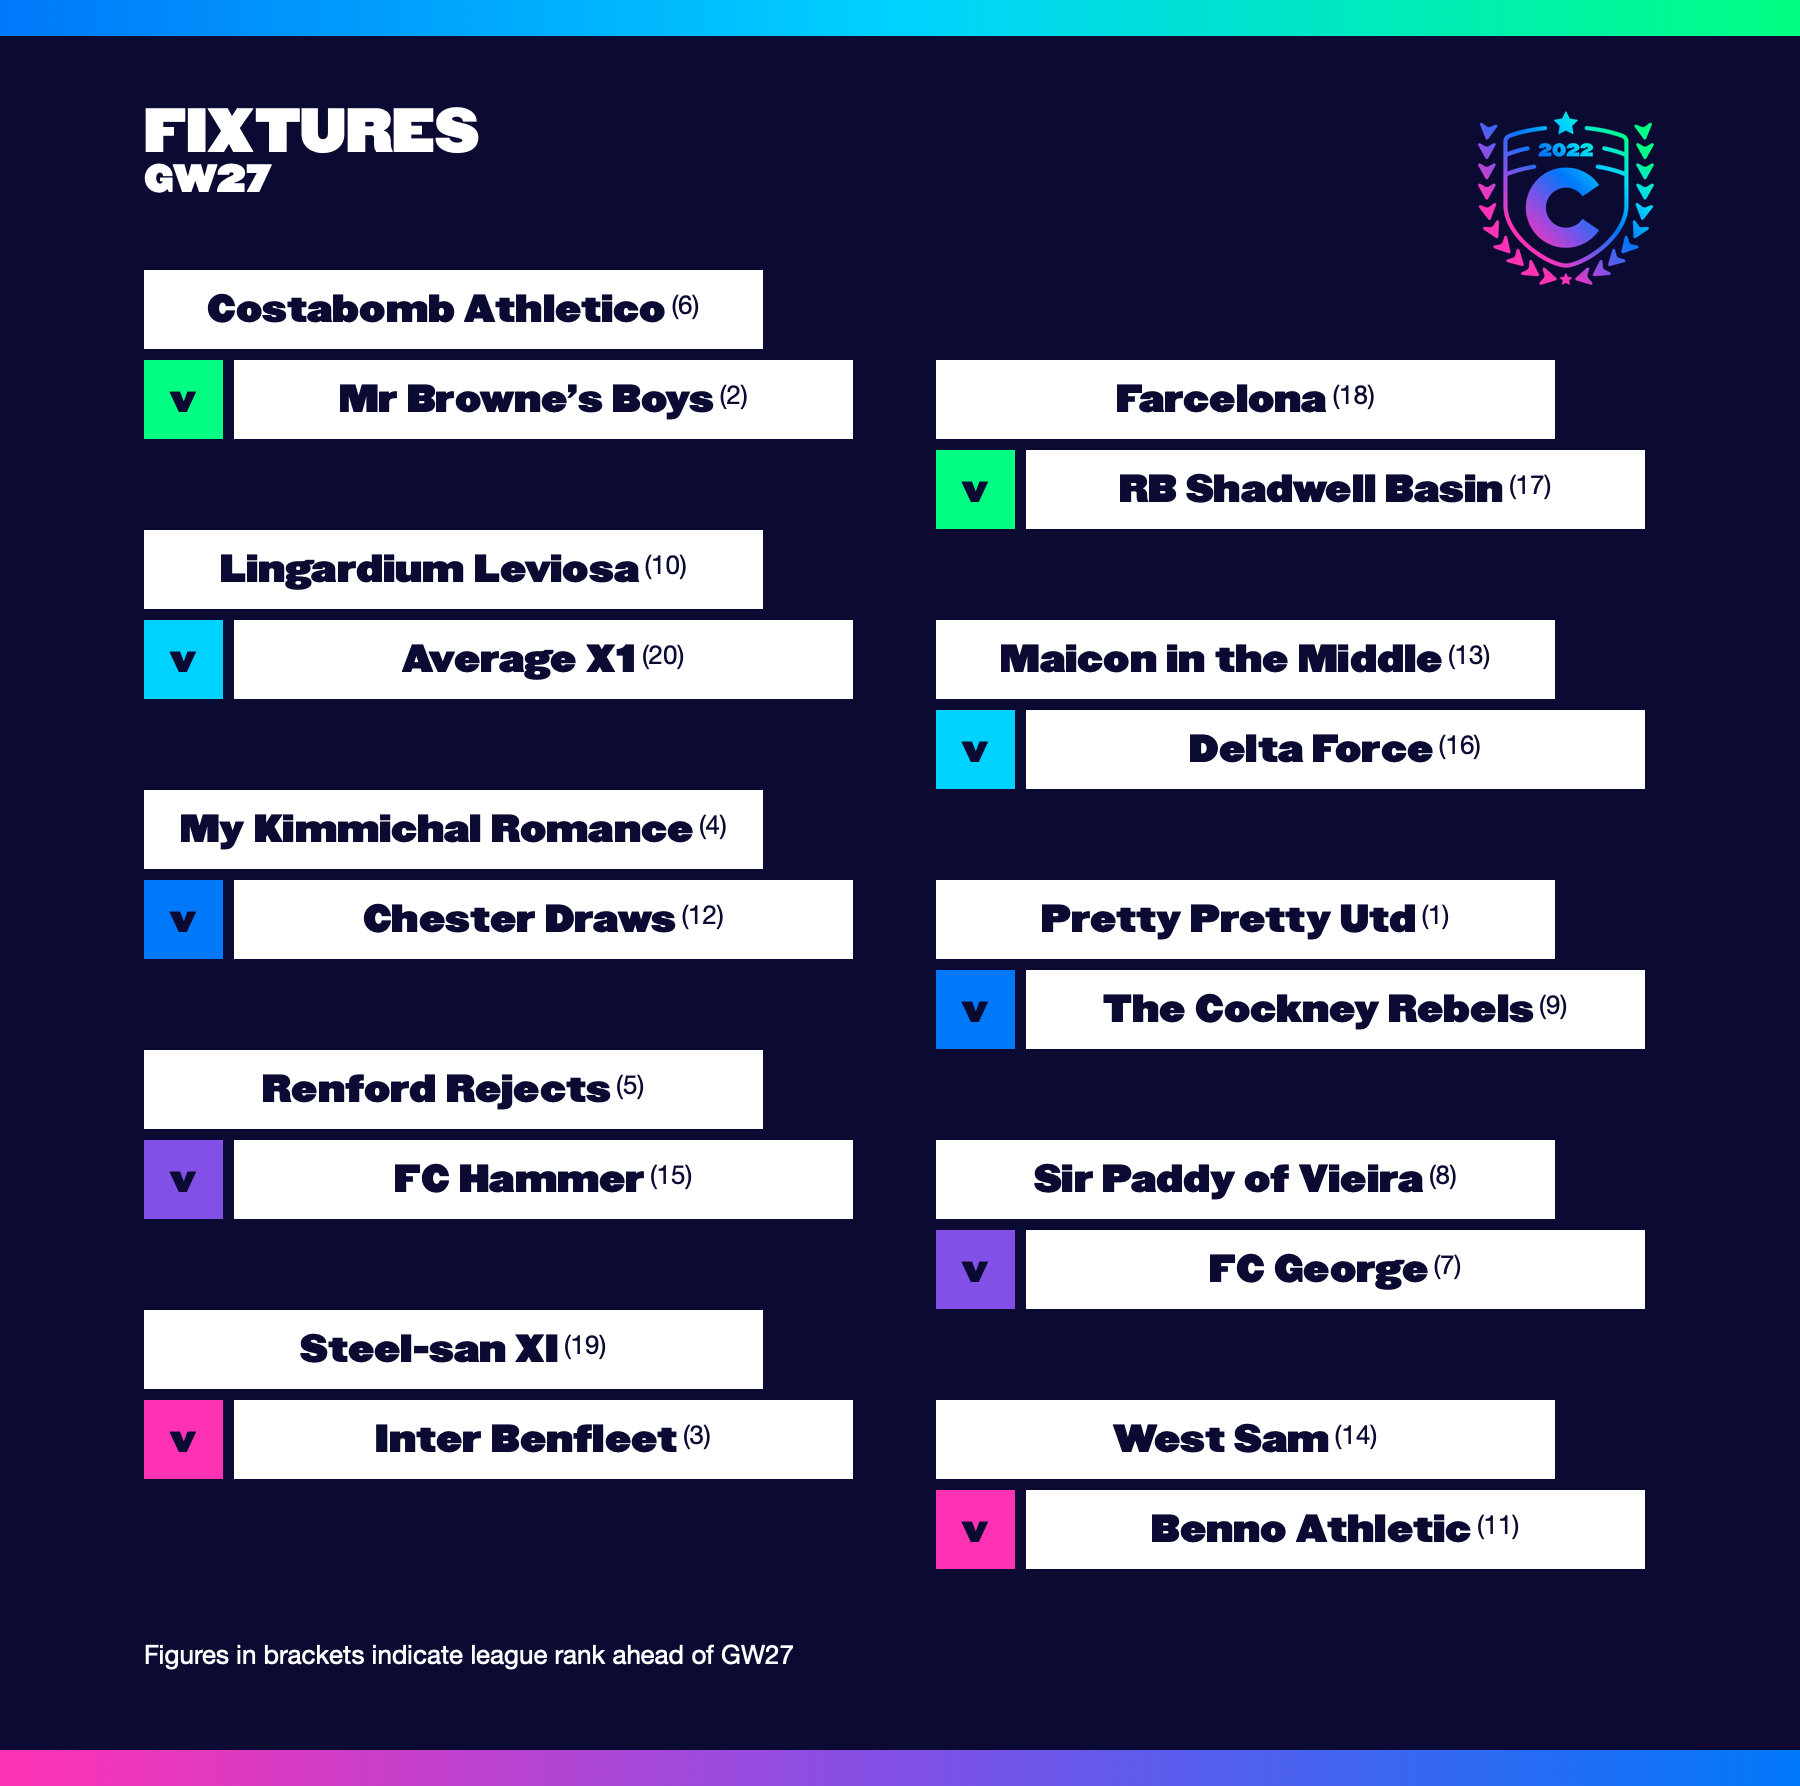 FIXTURES
GW27
2022
C
Costabomb Athletico (6)
v Mr Browne’s Boys (2)
Lingardium Leviosa (10)
v Average X1 (20)
My Kimmichal Romance (4)
v Chester Draws (12)
Renford Rejects (5)
v FC Hammer (15)
Steel-san XI (19)
v Inter Benfleet (3)
Farcelona (18)
v RB Shadwell Basin (17)
Maicon in the Middle (13)
v Delta Force (16)
Pretty Pretty Utd (1)
v The Cockney Rebels (9)
Sir Paddy of Vieira (8)
v FC George (7)
West Sam (14)
v Benno Athletic (11)
Figures in brackets indicate league rank ahead of GW27